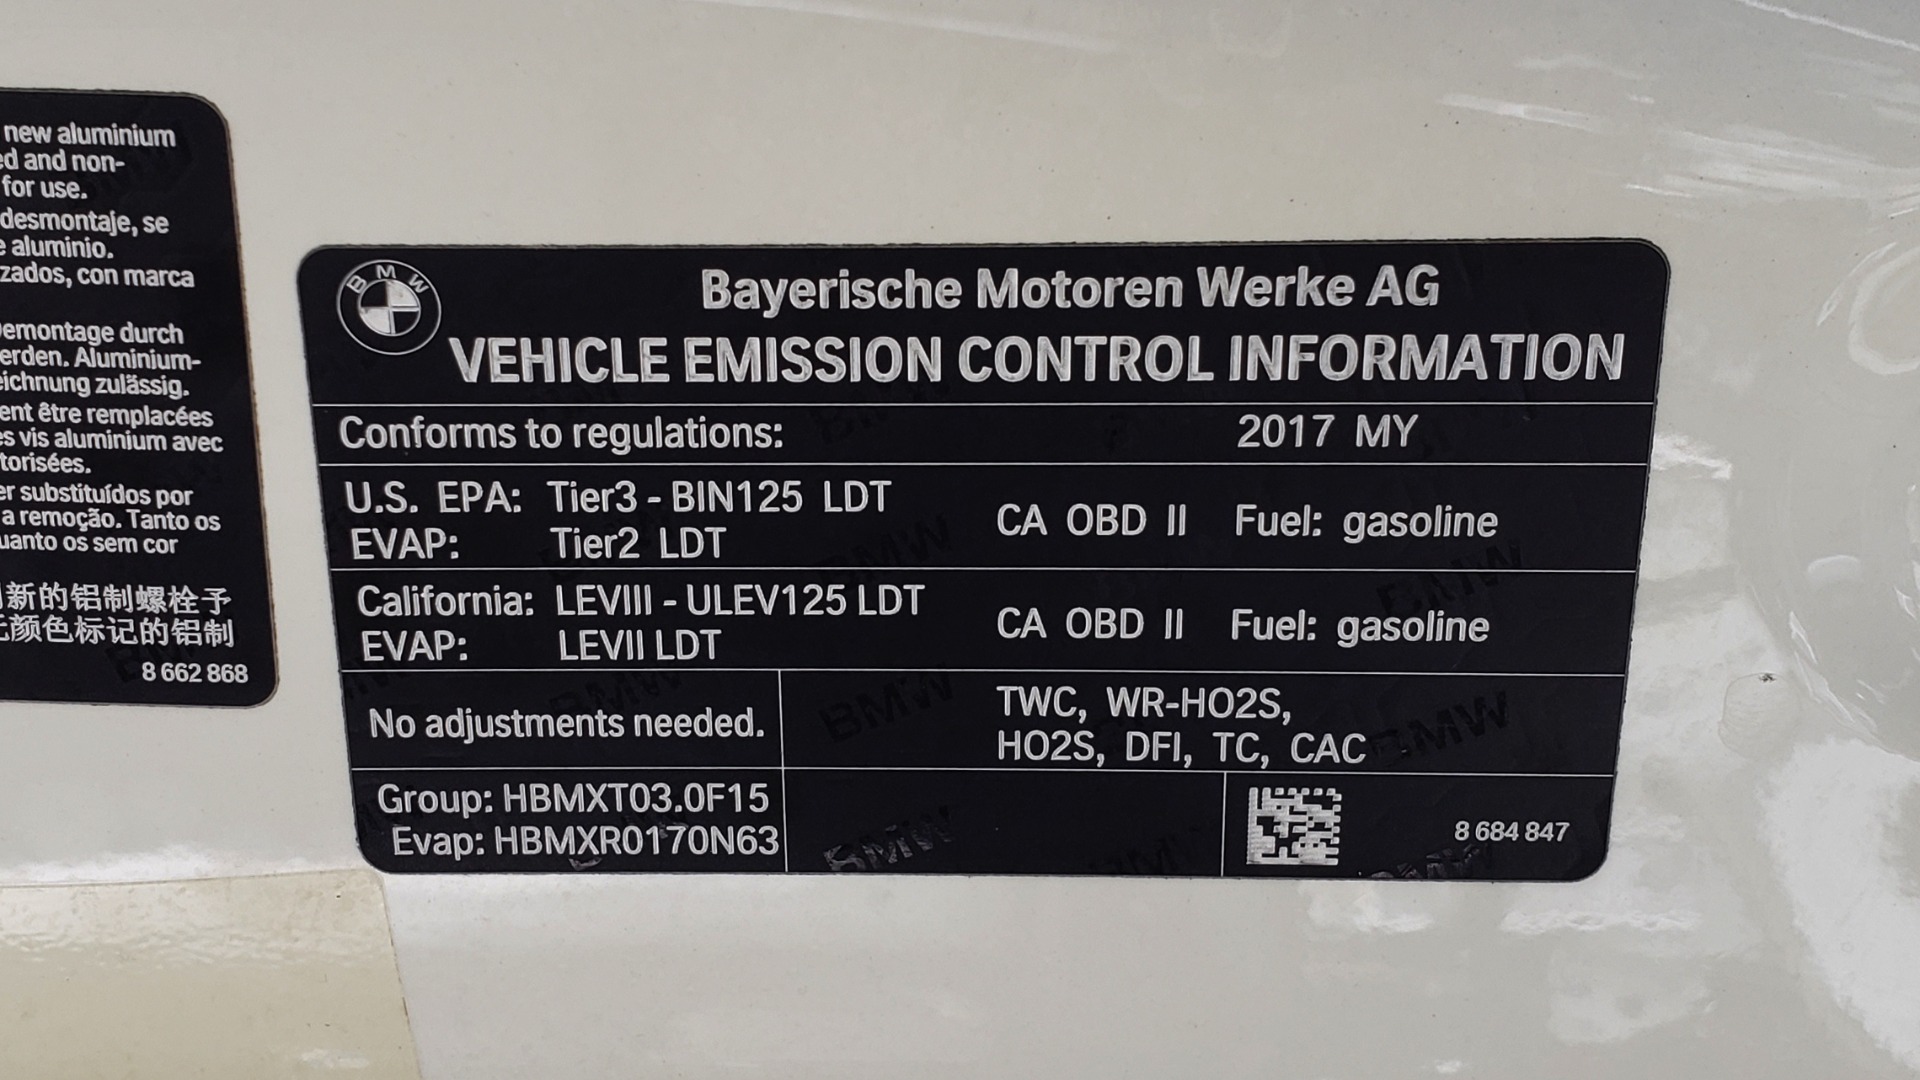 new aluminium
ed and non-
for use.
desmontaje, se
e aluminio.
zados, con marca
emontage durch
erden. Aluminium-
eichnung zulässig.
ent être remplacées
es vis aluminium avec
torisées.
er substituídos por
a remoção. Tanto os
uanto os sem cor
新的铝制螺栓予
颜色标记的铝制
8 662 868
BMW
Bayerische Motoren Werke AG
VEHICLE EMISSION CONTROL INFORMATION
Conforms to regulations: 2017 MY
U.S. EPA: Tier3 - BIN125 LDT
EVAP: Tier2 LDT
CA OBD II Fuel: gasoline
California: LEVIII - ULEV125 LDT
EVAP: LEVII LDT
CA OBD II Fuel: gasoline
No adjustments needed.
TWC, WR-HO2S,
HO2S, DFI, TC, CAC
Group: HBMXT03.0F15
Evap: HBMXR0170N63
8 684 847